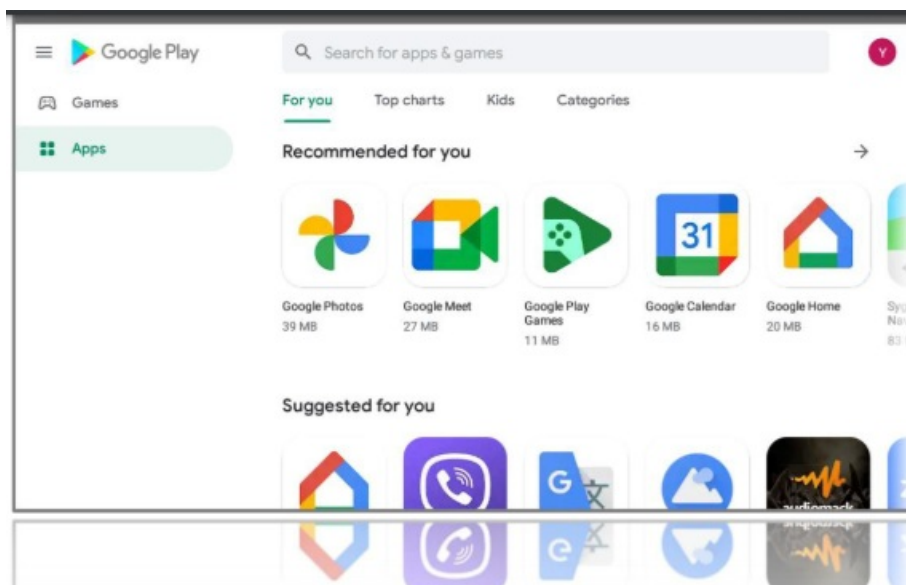 Google Play
Search for apps & games
Y
Games
For you
Top charts
Kids
Categories
Apps
Recommended for you
31
Google Photos
39 MB
Google Meet
27 MB
Google Play
Games
11 MB
Google Calendar
16 MB
Google Home
20 MB
83
Suggested for you
G
文
audiomack